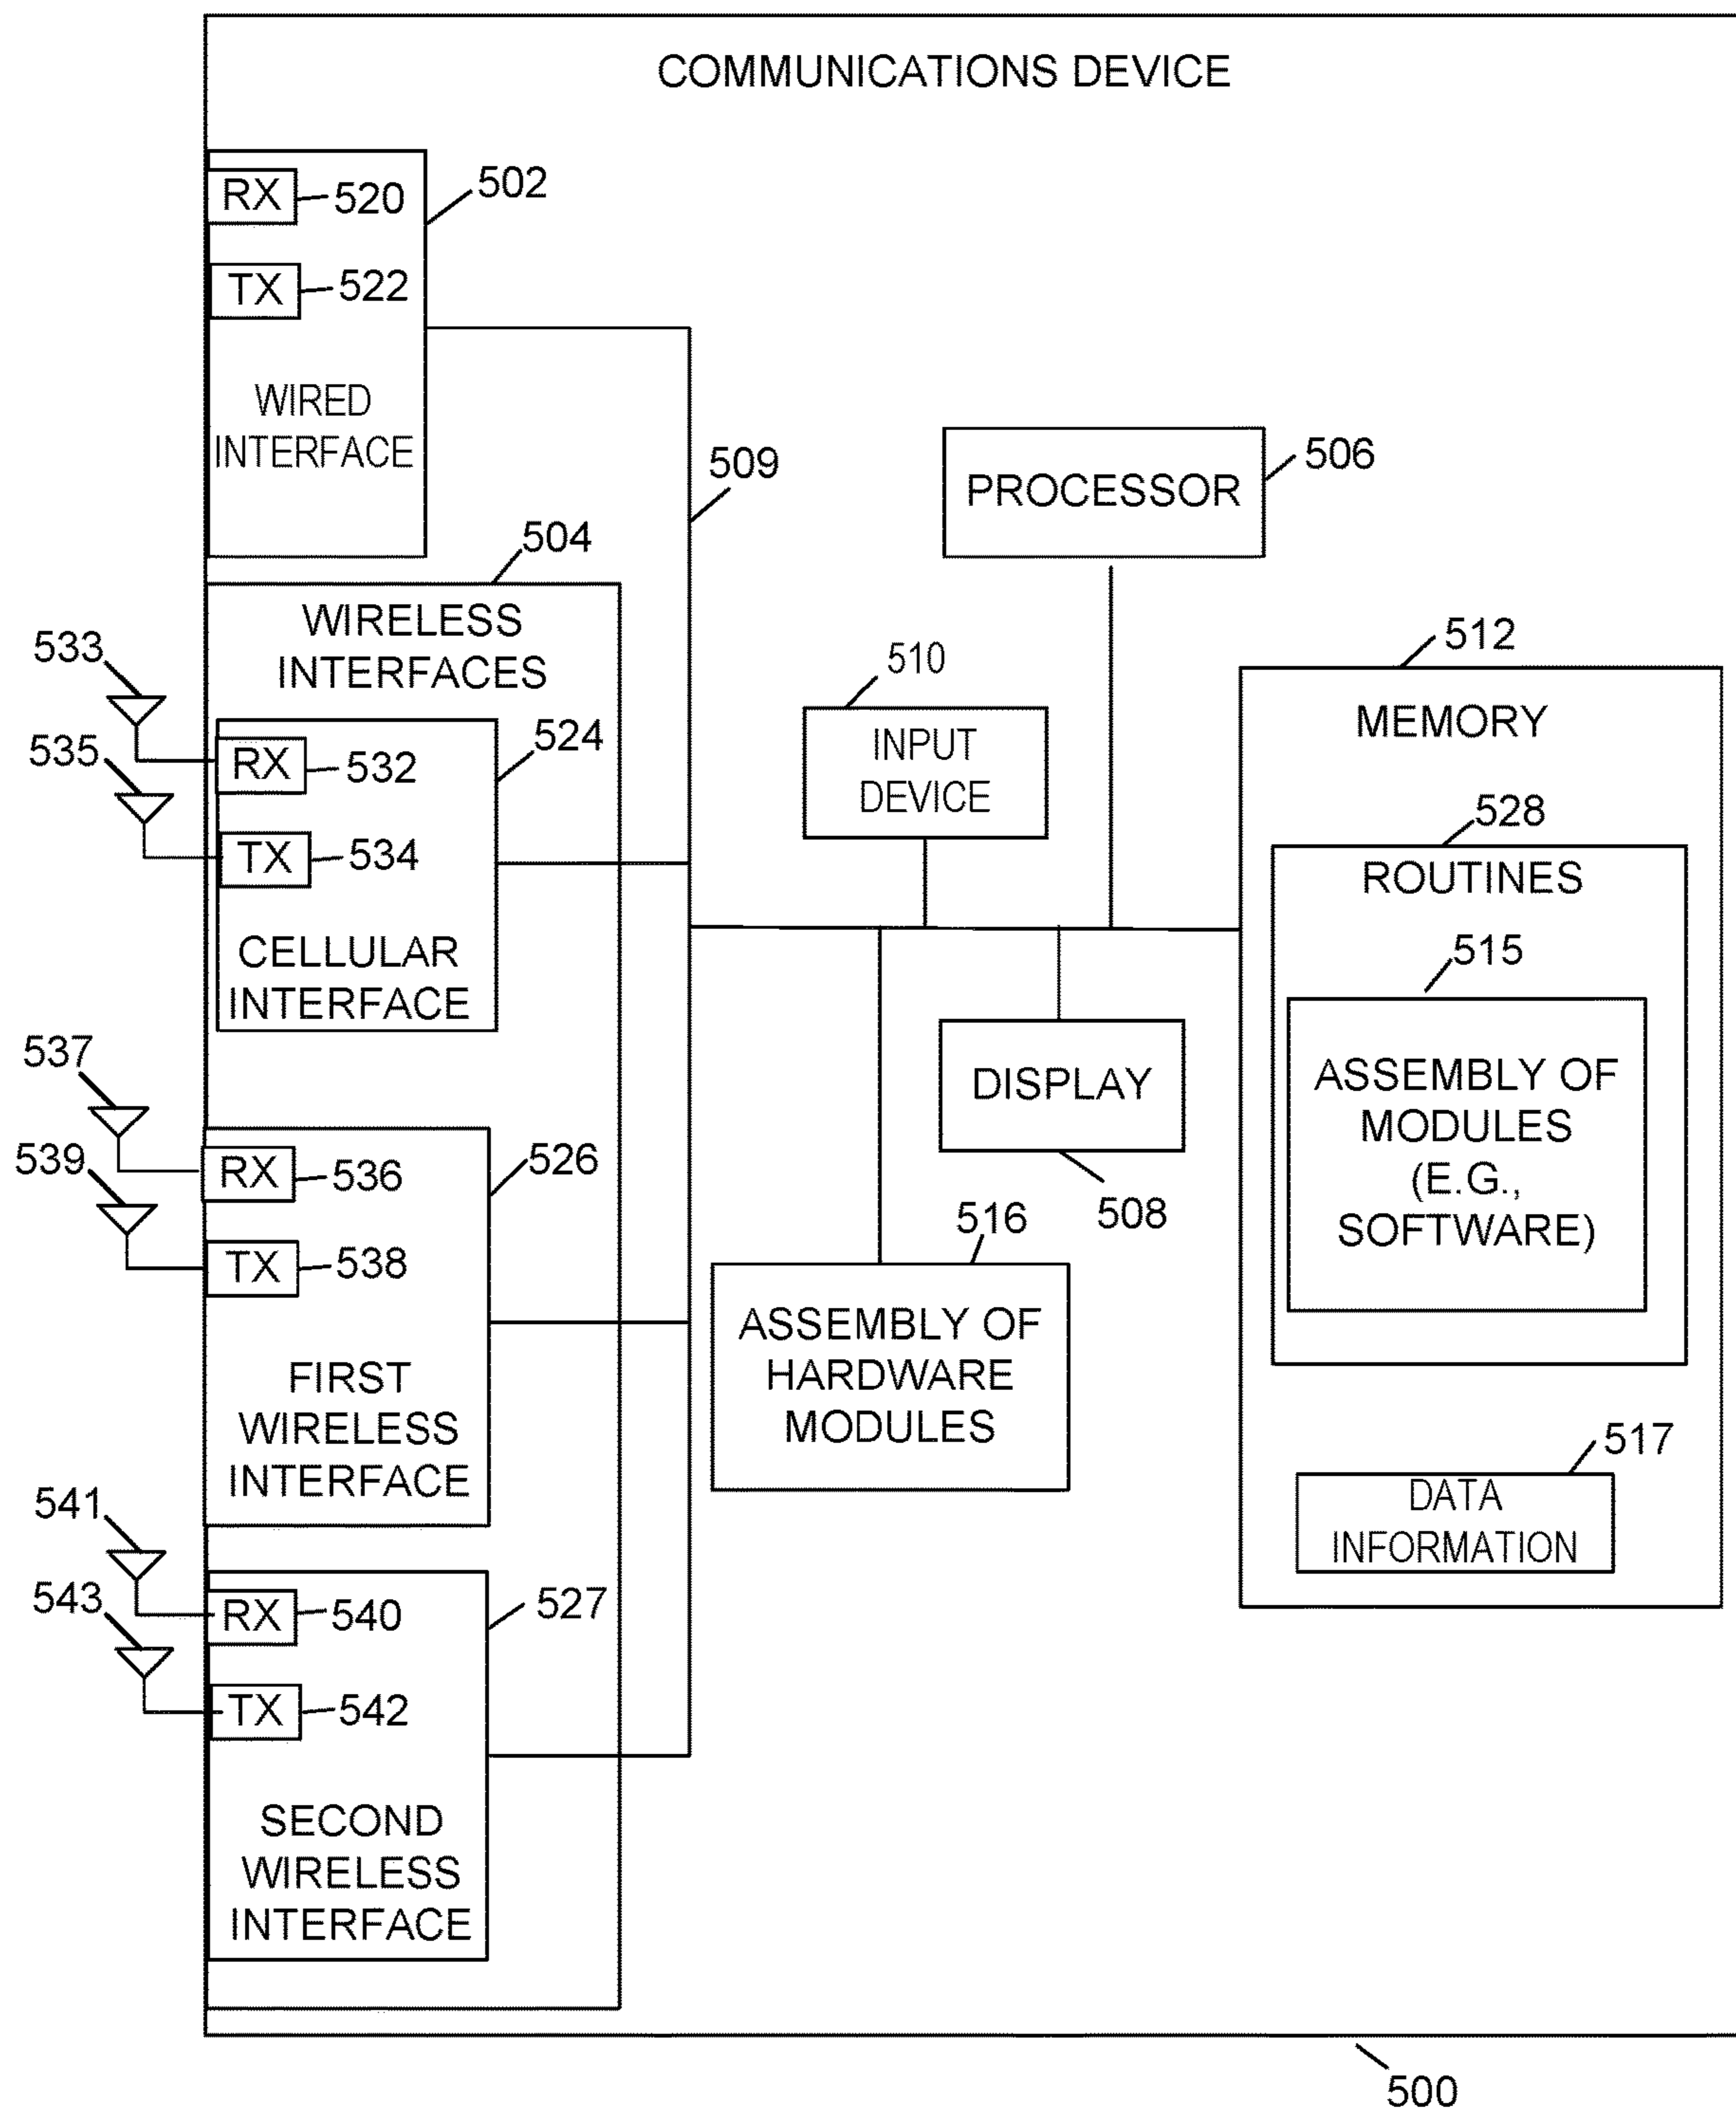 COMMUNICATIONS DEVICE
RX
520
502
TX
522
WIRED
INTERFACE
509
PROCESSOR
506
504
WIRELESS
INTERFACES
533
535
RX
532
524
TX
534
CELLULAR
INTERFACE
510
INPUT
DEVICE
512
MEMORY
528
ROUTINES
515
ASSEMBLY OF
MODULES
(E.G.,
SOFTWARE)
517
DATA
INFORMATION
DISPLAY
508
516
ASSEMBLY OF
HARDWARE
MODULES
537
539
RX
536
526
TX
538
FIRST
WIRELESS
INTERFACE
541
543
RX
540
527
TX
542
SECOND
WIRELESS
INTERFACE
500